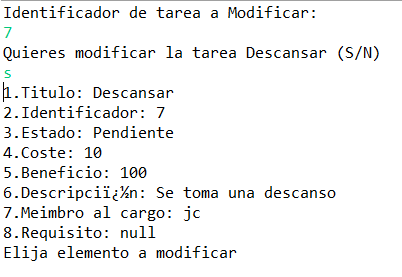 Identificador de tarea a Modificar:
7
Quieres modificar la tarea Descansar (S/N)
s
1.Titulo: Descansar
2.Identificador: 7
3.Estado: Pendiente
4.Coste: 10
5.Beneficio: 100
6.Descripciï¿½n: Se toma una descanso
7.Meimbro al cargo: jc
8.Requisito: null
Elija elemento a modificar